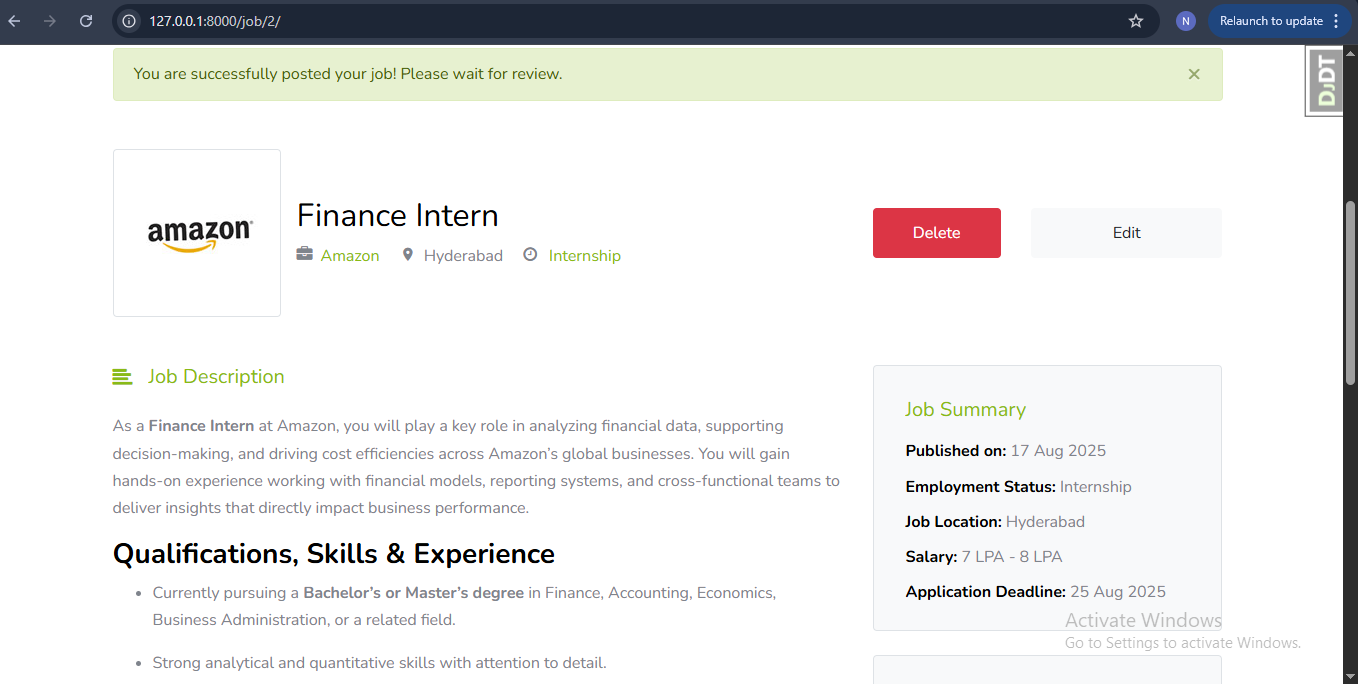 127.0.0.1:8000/job/2/
N
Relaunch to update
You are successfully posted your job! Please wait for review.
×
DjDT
amazon
Finance Intern
Amazon
Hyderabad
Internship
Delete
Edit
Job Description
As a Finance Intern at Amazon, you will play a key role in analyzing financial data, supporting
decision-making, and driving cost efficiencies across Amazon’s global businesses. You will gain
hands-on experience working with financial models, reporting systems, and cross-functional teams to
deliver insights that directly impact business performance.
Qualifications, Skills & Experience
• Currently pursuing a Bachelor’s or Master’s degree in Finance, Accounting, Economics,
Business Administration, or a related field.
• Strong analytical and quantitative skills with attention to detail.
Job Summary
Published on: 17 Aug 2025
Employment Status: Internship
Job Location: Hyderabad
Salary: 7 LPA - 8 LPA
Application Deadline: 25 Aug 2025
Activate Windows
Go to Settings to activate Windows.